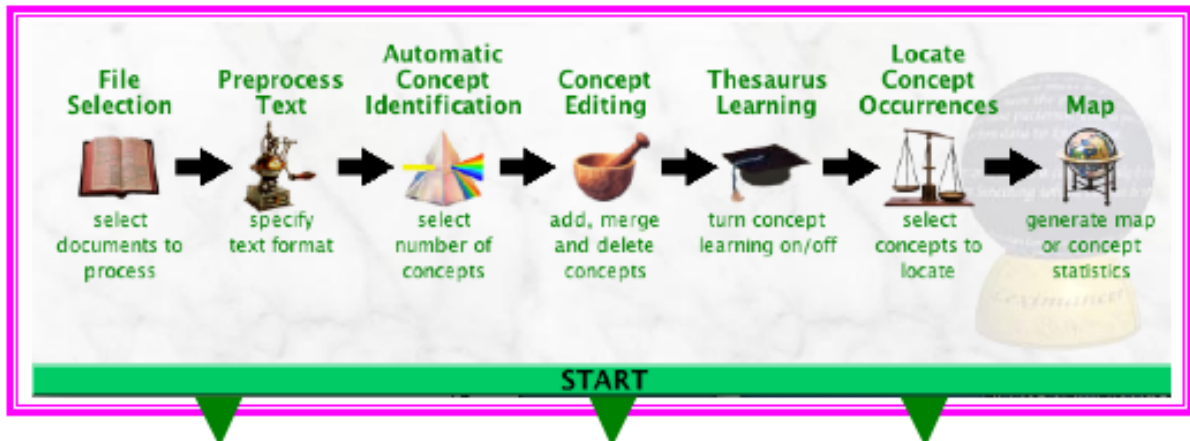 File
Selection
select
documents to
process
Preprocess
Text
specify
text format
Automatic
Concept
Identification
select
number of
concepts
Concept
Editing
add, merge
and delete
concepts
Thesaurus
Learning
turn concept
learning on/off
Locate
Concept
Occurrences
select
concepts to
locate
Map
generate map
or concept
statistics
Leximancer
START